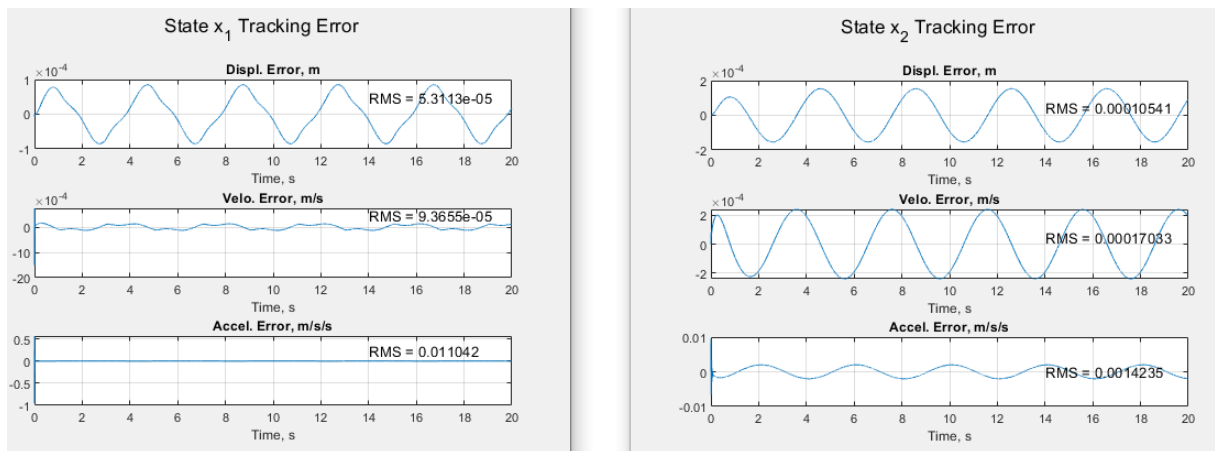 State x1 Tracking Error
Displ. Error, m
×10-4
1
0
-1
RMS = 5.3113e-05
0 2 4 6 8 10 12 14 16 18 20
Time, s
Velo. Error, m/s
×10-4
0
-10
-20
RMS = 9.3655e-05
0 2 4 6 8 10 12 14 16 18 20
Time, s
Accel. Error, m/s/s
0.5
0
-0.5
-1
RMS = 0.011042
0 2 4 6 8 10 12 14 16 18 20
Time, s
State x2 Tracking Error
Displ. Error, m
×10-4
2
0
-2
RMS = 0.00010541
0 2 4 6 8 10 12 14 16 18 20
Time, s
Velo. Error, m/s
×10-4
2
0
-2
RMS = 0.00017033
0 2 4 6 8 10 12 14 16 18 20
Time, s
Accel. Error, m/s/s
0.01
0
-0.01
RMS = 0.0014235
0 2 4 6 8 10 12 14 16 18 20
Time, s